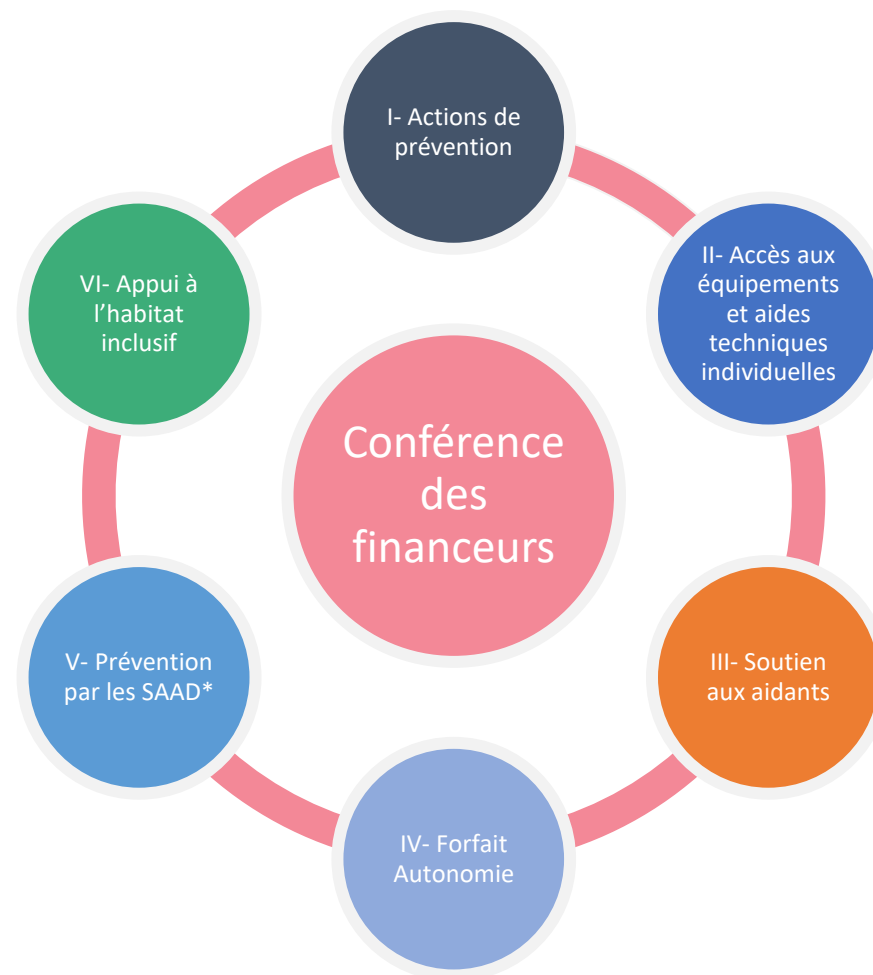 I- Actions de
prévention
II- Accès aux
équipements
et aides
techniques
individuelles
III- Soutien
aux aidants
IV- Forfait
Autonomie
V- Prévention
par les SAAD*
VI- Appui à
l’habitat
inclusif
Conférence
des
financeurs